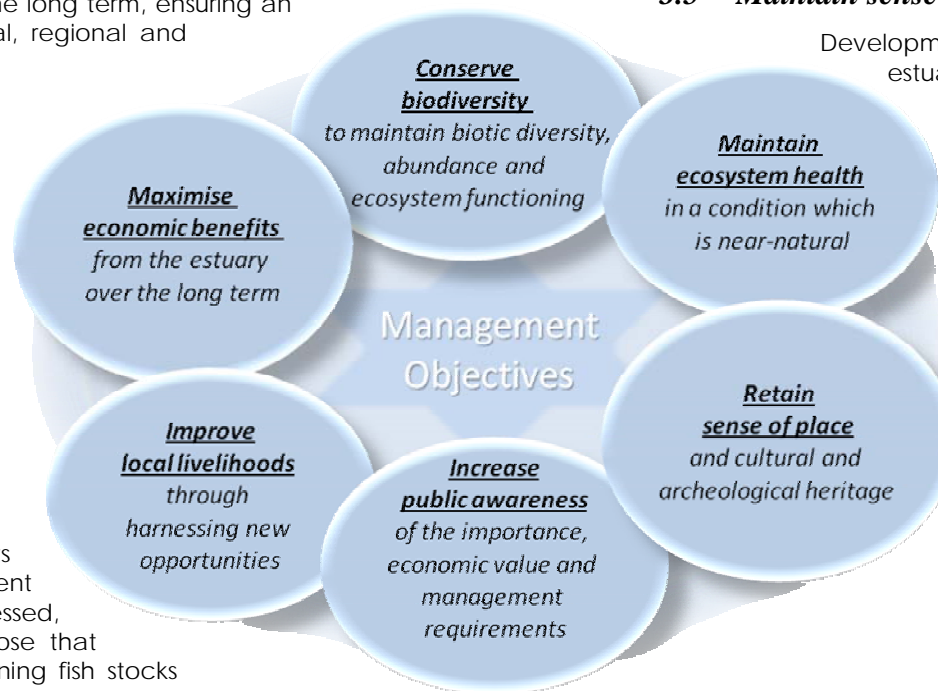 he long term, ensuring an
al, regional and
Maintain sense
Developm
estua
Conserve
biodiversity
to maintain biotic diversity,
abundance and
ecosystem functioning
Maintain
ecosystem health
in a condition which
is near-natural
Retain
sense of place
and cultural and
archeological heritage
Increase
public awareness
of the importance,
economic value and
management
requirements
Improve
local livelihoods
through
harnessing new
opportunities
Maximise
economic benefits
from the estuary
over the long term
Management
Objectives
s
ent
essed,
ose that
ning fish stocks